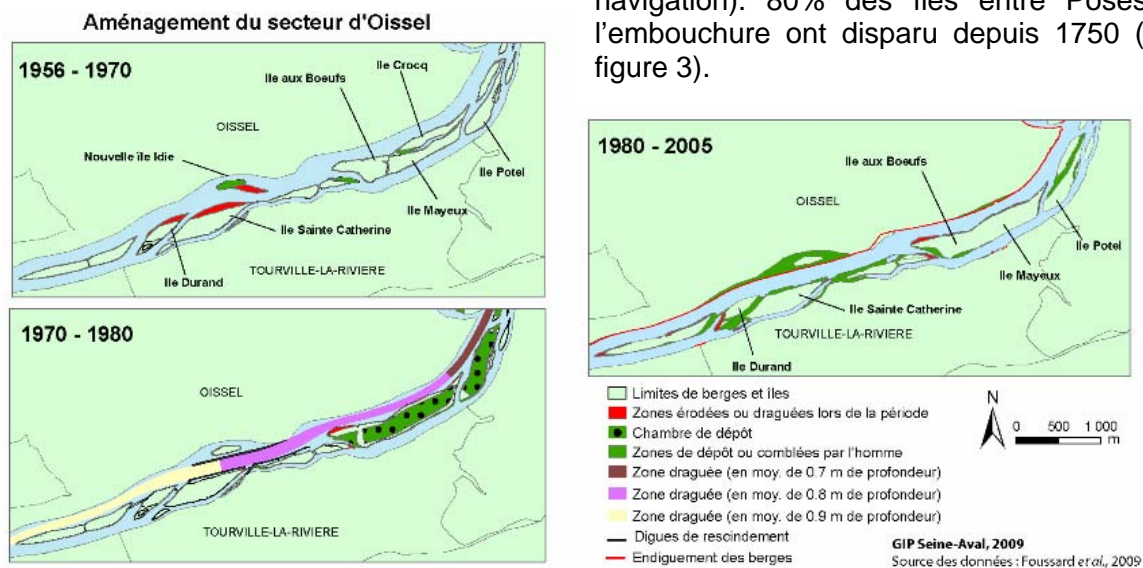 Aménagement du secteur d'Oissel
navigation). 80% des îles entre Poses
l'embouchure ont disparu depuis 1750 (
figure 3).
1956 - 1970
Ile Crocq
Ile aux Boeufs
OISSEL
Nouvelle île Idie
Ile Potel
Ile Mayeux
Ile Sainte Catherine
Ile Durand
TOURVILLE-LA-RIVIERE
1970 - 1980
OISSEL
TOURVILLE-LA-RIVIERE
1980 - 2005
Ile aux Boeufs
OISSEL
Ile Potel
Ile Mayeux
Ile Sainte Catherine
TOURVILLE-LA-RIVIERE
Ile Durand
Limites de berges et îles
Zones érodées ou draguées lors de la période
Chambre de dépôt
Zones de dépôt ou comblées par l'homme
Zone draguée (en moy. de 0.7 m de profondeur)
Zone draguée (en moy. de 0.8 m de profondeur)
Zone draguée (en moy. de 0.9 m de profondeur)
Digues de rescindement
Endiguement des berges
N
0 500 1 000
m
GIP Seine-Aval, 2009
Source des données : Foussard et al., 2009